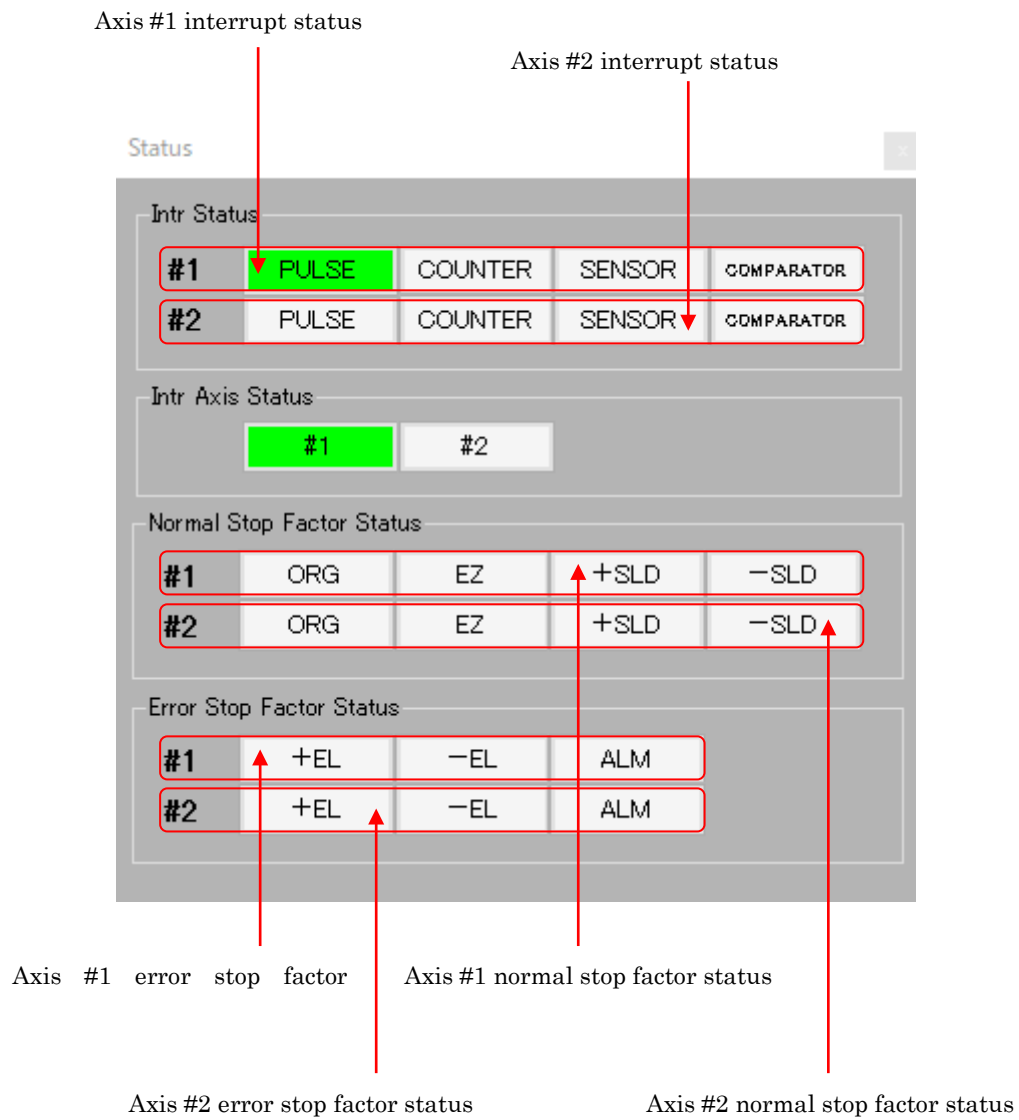 Axis #1 interrupt status
Axis #2 interrupt status
Status
x
Intr Status
#1 PULSE COUNTER SENSOR COMPARATOR
#2 PULSE COUNTER SENSOR COMPARATOR
Intr Axis Status
#1 #2
Normal Stop Factor Status
#1 ORG EZ +SLD −SLD
#2 ORG EZ +SLD −SLD
Error Stop Factor Status
#1 +EL −EL ALM
#2 +EL −EL ALM
Axis #1 error stop factor
Axis #1 normal stop factor status
Axis #2 error stop factor status
Axis #2 normal stop factor status